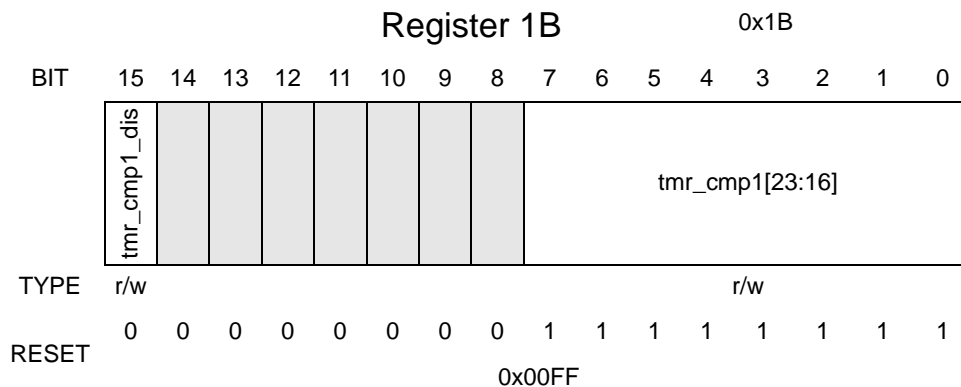 Register 1B 0x1B
BIT 15 14 13 12 11 10 9 8 7 6 5 4 3 2 1 0
tmr_cmp1_dis
tmr_cmp1[23:16]
TYPE r/w r/w
RESET 0 0 0 0 0 0 0 0 1 1 1 1 1 1 1 1
0x00FF